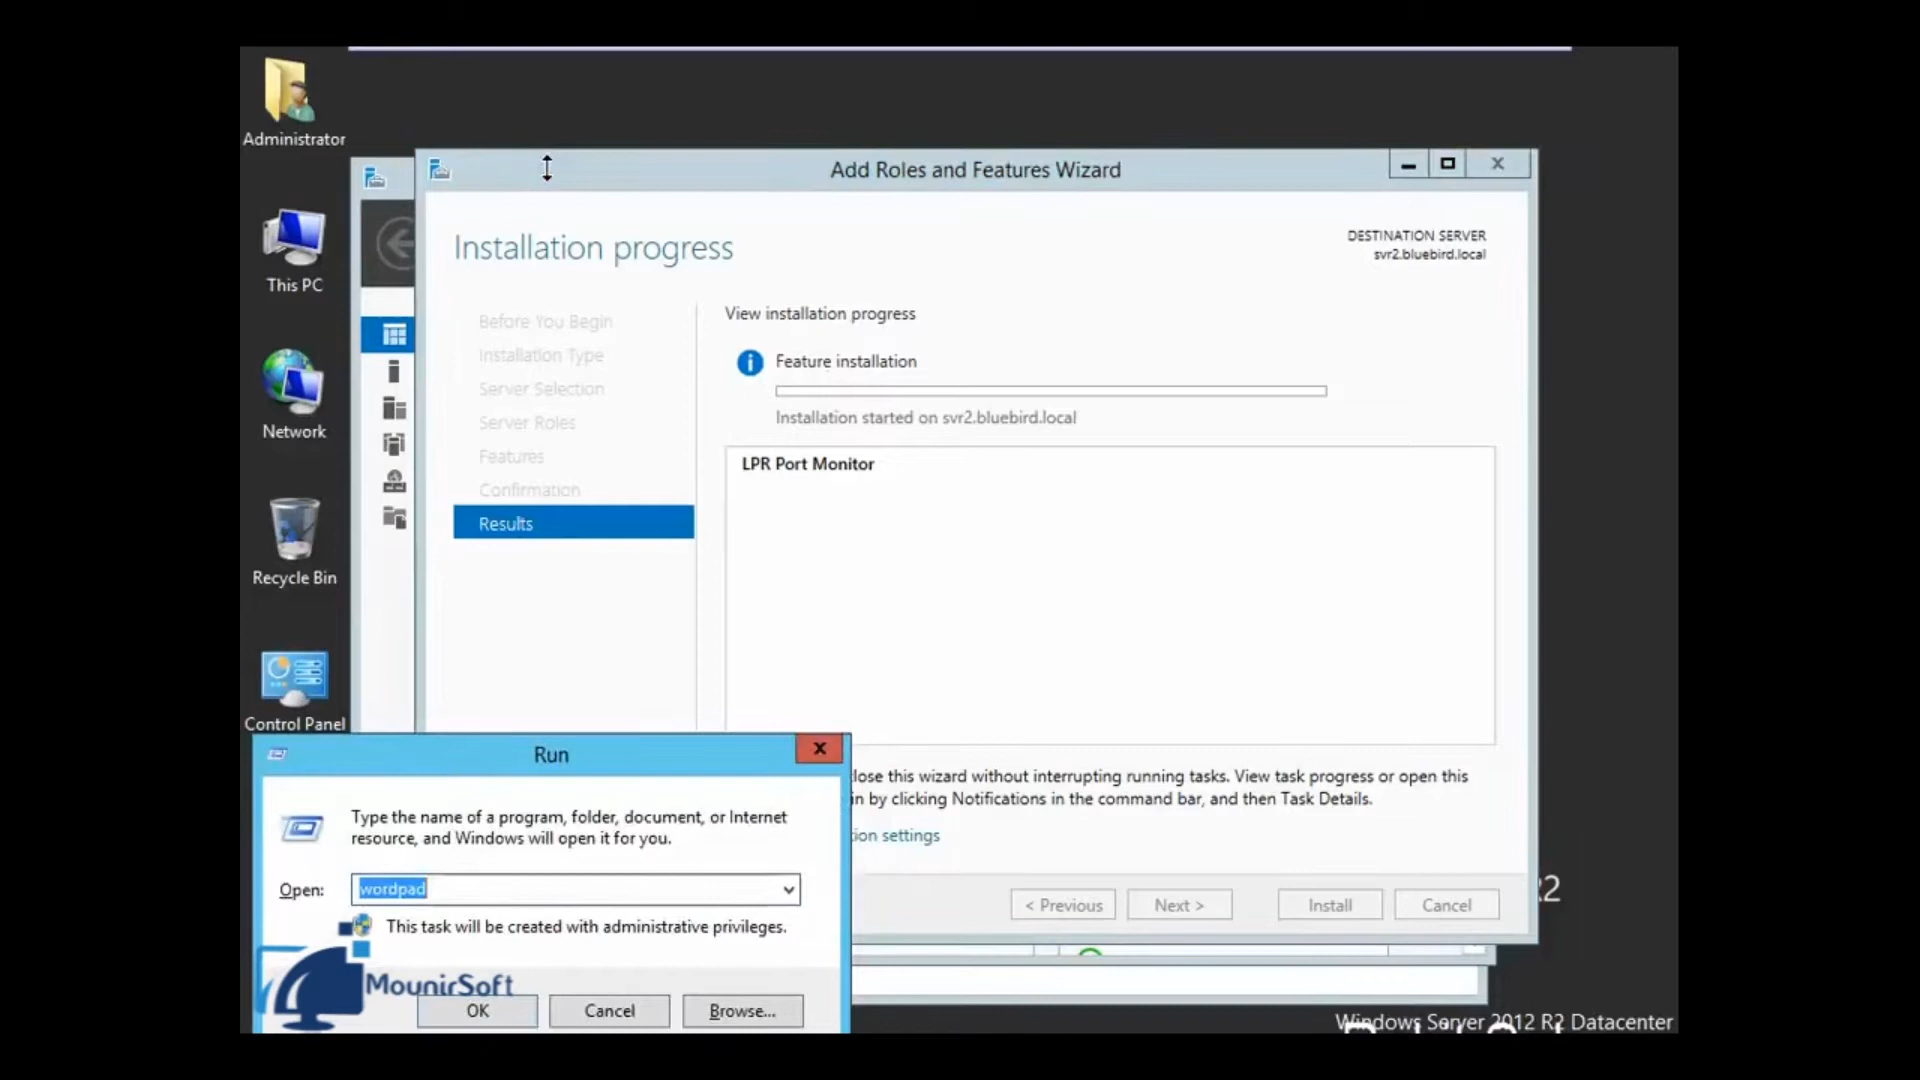 Administrator
This PC
Network
Recycle Bin
Control Panel
Add Roles and Features Wizard
Installation progress
DESTINATION SERVER
svr2.bluebird.local
Before You Begin
Installation Type
Server Selection
Server Roles
Features
Confirmation
Results
View installation progress
Feature installation
Installation started on svr2.bluebird.local
LPR Port Monitor
lose this wizard without interrupting running tasks. View task progress or open this
in by clicking Notifications in the command bar, and then Task Details.
ion settings
< Previous
Next >
Install
Cancel
Run
Type the name of a program, folder, document, or Internet
resource, and Windows will open it for you.
Open:
wordpad
This task will be created with administrative privileges.
MounirSoft
OK
Cancel
Browse...
R2
Windows Server 2012 R2 Datacenter